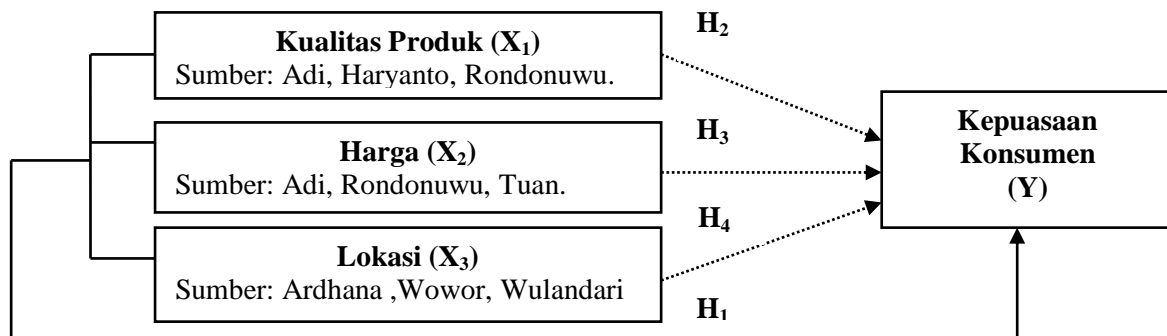 Kualitas Produk (X₁)
Sumber: Adi, Haryanto, Rondonuwu.
H₂
Harga (X₂)
Sumber: Adi, Rondonuwu, Tuan.
H₃
Lokasi (X₃)
Sumber: Ardhana ,Wowor, Wulandari
H₄
H₁
Kepuasaan
Konsumen
(Y)